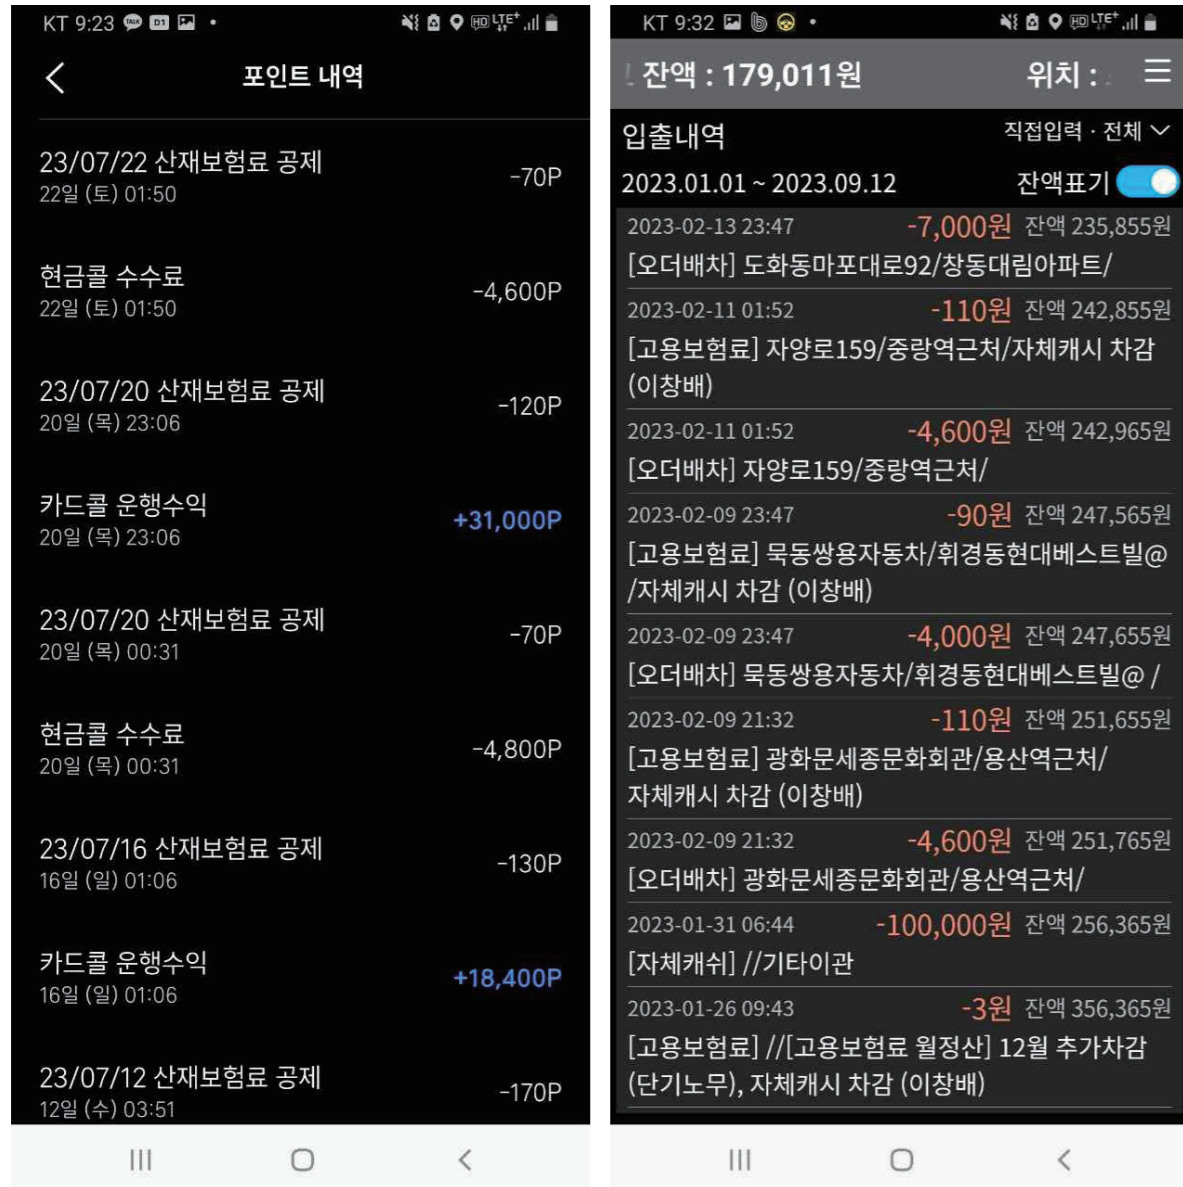 KT 9:23
포인트 내역
23/07/22 산재보험료 공제
-70P
22일 (토) 01:50
현금콜 수수료
-4,600P
22일 (토) 01:50
23/07/20 산재보험료 공제
-120P
20일 (목) 23:06
카드콜 운행수익
+31,000P
20일 (목) 23:06
23/07/20 산재보험료 공제
-70P
20일 (목) 00:31
현금콜 수수료
-4,800P
20일 (목) 00:31
23/07/16 산재보험료 공제
-130P
16일 (일) 01:06
카드콜 운행수익
+18,400P
16일 (일) 01:06
23/07/12 산재보험료 공제
-170P
12일 (수) 03:51
KT 9:32
잔액 : 179,011원 위치 :
입출내역 직접입력 · 전체
2023.01.01 ~ 2023.09.12 잔액표기
2023-02-13 23:47 -7,000원 잔액 235,855원
[오더배차] 도화동마포대로92/창동대림아파트/
2023-02-11 01:52 -110원 잔액 242,855원
[고용보험료] 자양로159/중랑역근처/자체캐시 차감
(이창배)
2023-02-11 01:52 -4,600원 잔액 242,965원
[오더배차] 자양로159/중랑역근처/
2023-02-09 23:47 -90원 잔액 247,565원
[고용보험료] 묵동쌍용자동차/휘경동현대베스트빌@
/자체캐시 차감 (이창배)
2023-02-09 23:47 -4,000원 잔액 247,655원
[오더배차] 묵동쌍용자동차/휘경동현대베스트빌@ /
2023-02-09 21:32 -110원 잔액 251,655원
[고용보험료] 광화문세종문화회관/용산역근처/
자체캐시 차감 (이창배)
2023-02-09 21:32 -4,600원 잔액 251,765원
[오더배차] 광화문세종문화회관/용산역근처/
2023-01-31 06:44 -100,000원 잔액 256,365원
[자체캐쉬] //기타이관
2023-01-26 09:43 -3원 잔액 356,365원
[고용보험료] //[고용보험료 월정산] 12월 추가차감
(단기노무), 자체캐시 차감 (이창배)